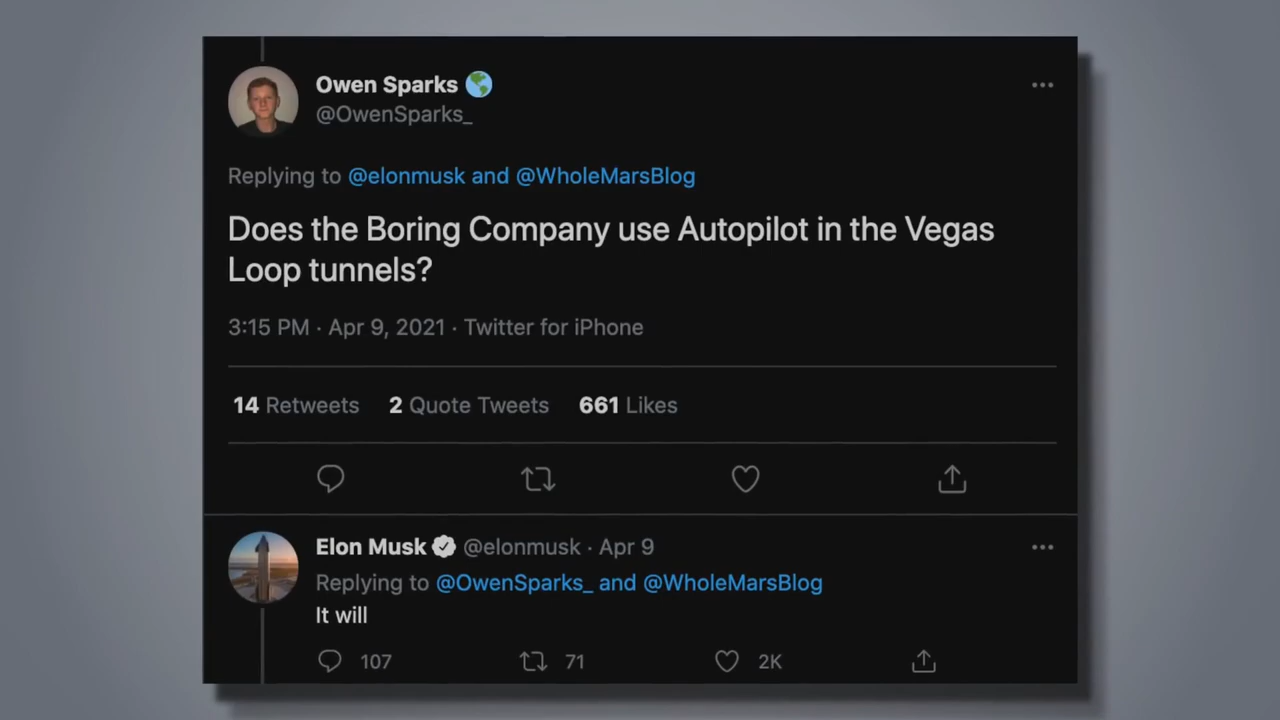 Owen Sparks
@OwenSparks_
Replying to @elonmusk and @WholeMarsBlog
Does the Boring Company use Autopilot in the Vegas
Loop tunnels?
3:15 PM · Apr 9, 2021 · Twitter for iPhone
14 Retweets 2 Quote Tweets 661 Likes
Elon Musk @elonmusk · Apr 9
Replying to @OwenSparks_ and @WholeMarsBlog
It will
107 71 2K